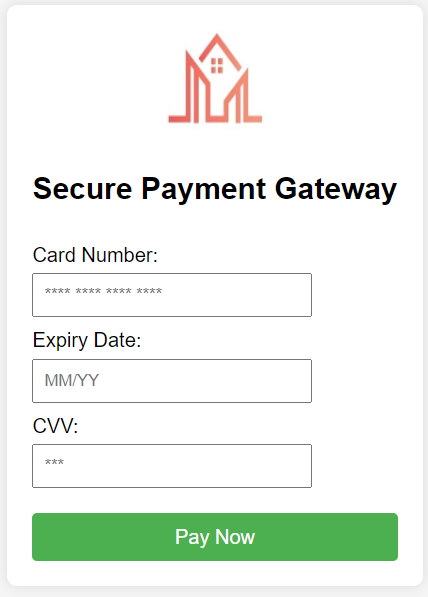 Secure Payment Gateway
Card Number:
**** **** **** ****
Expiry Date:
MM/YY
CVV:
***
Pay Now